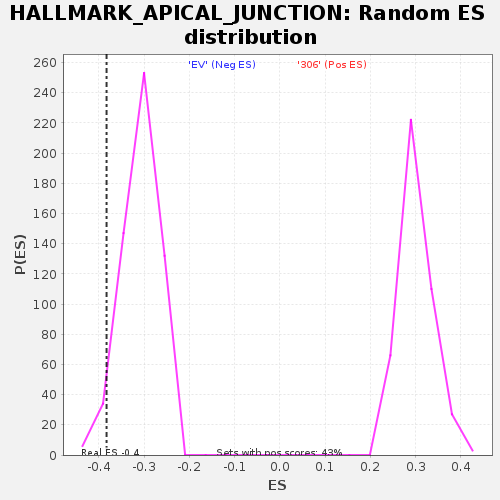 HALLMARK_APICAL_JUNCTION: Random ES
distribution
'EV' (Neg ES) '306' (Pos ES)
260
240
220
200
180
160
140
120
100
80
60
40
20
0
P(ES)
Real ES -0.4 Sets with pos scores: 43%
-0.4 -0.3 -0.2 -0.1 0.0 0.1 0.2 0.3 0.4
ES